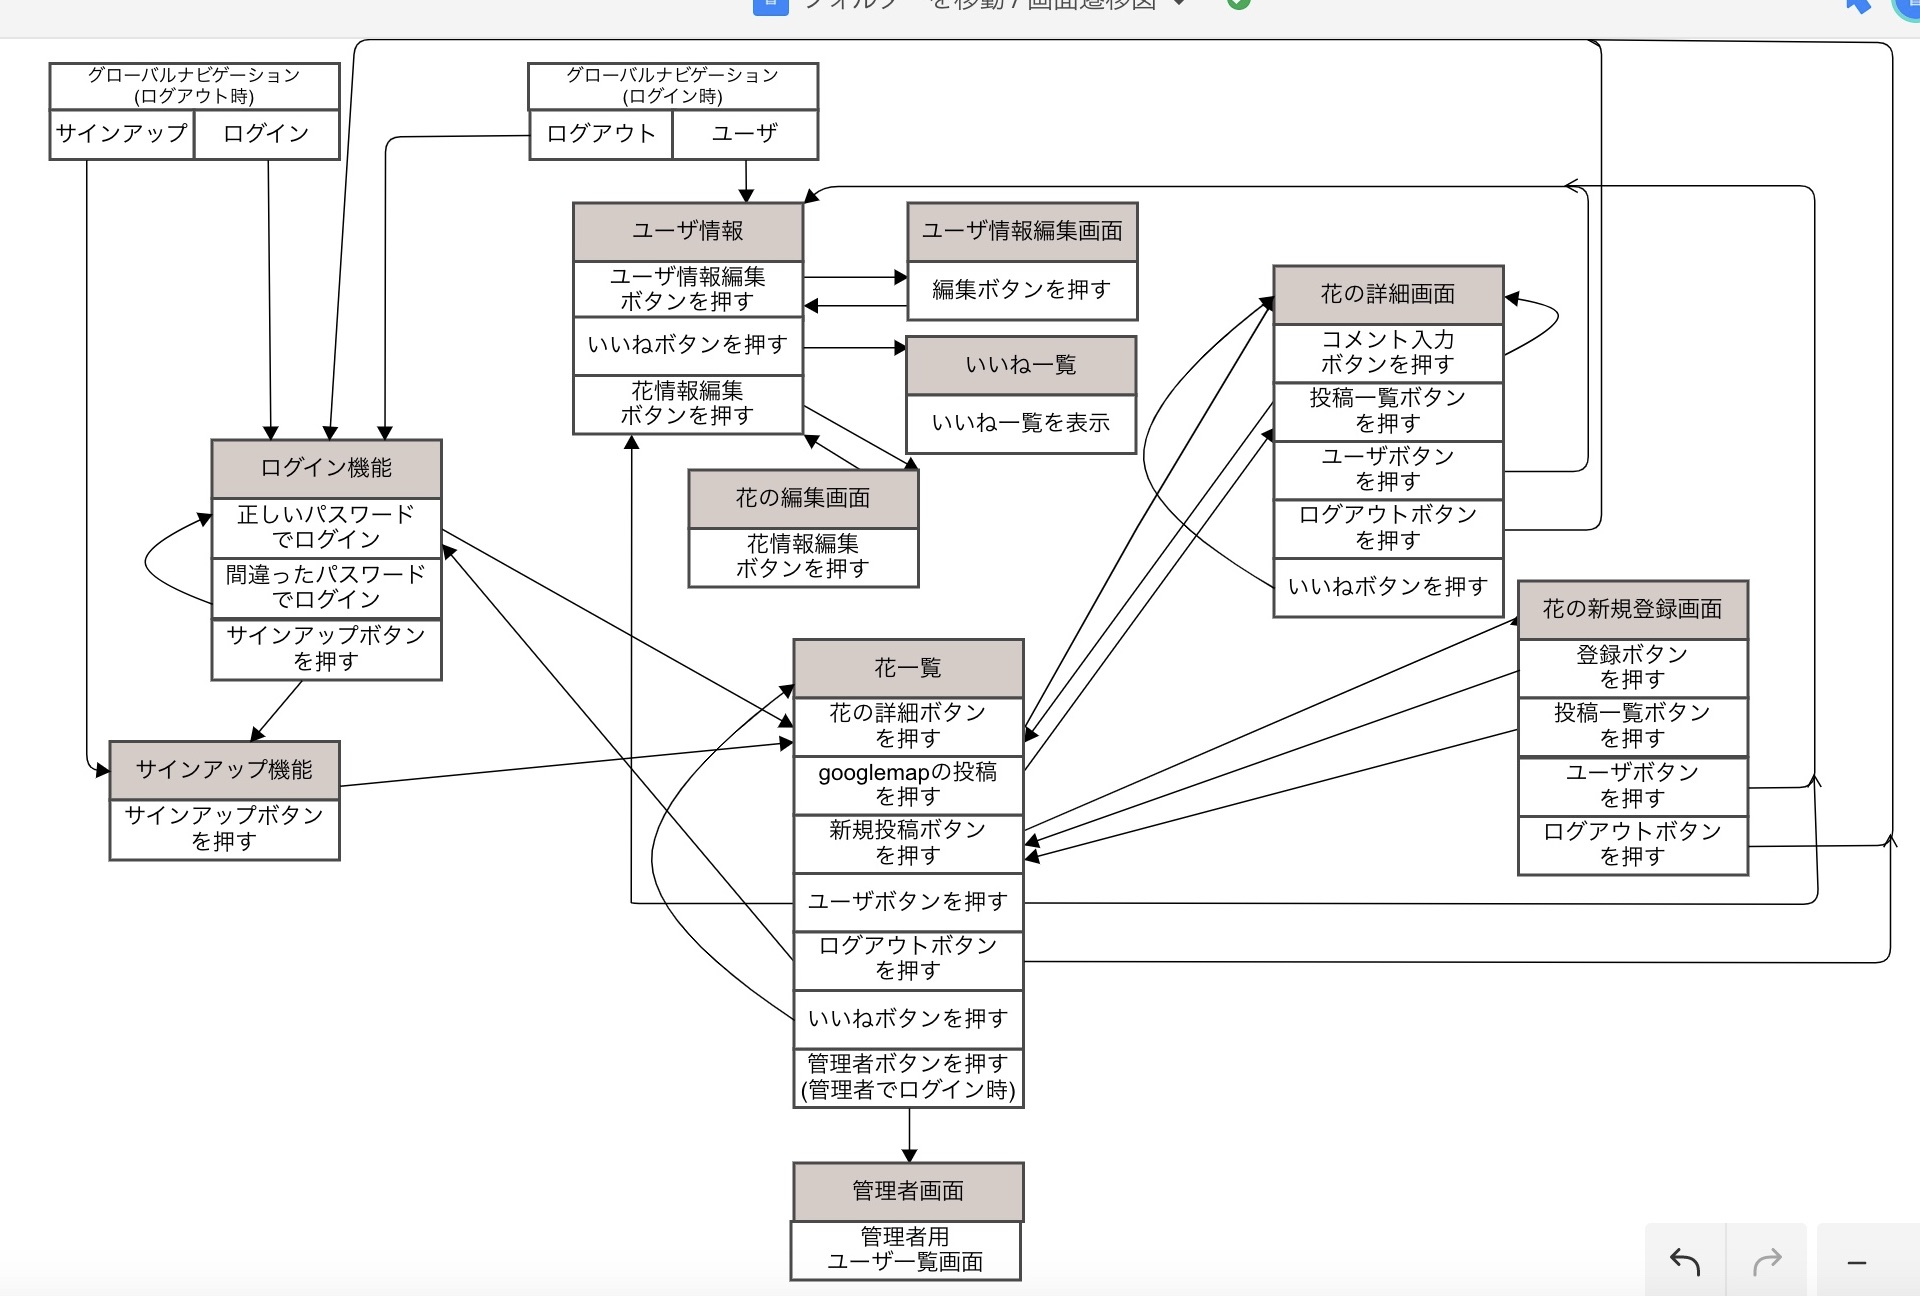 フォルダーを移動 / 画面遷移図
グローバルナビゲーション
(ログアウト時)
サインアップ
ログイン
グローバルナビゲーション
(ログイン時)
ログアウト
ユーザ
ユーザ情報
ユーザ情報編集
ボタンを押す
いいねボタンを押す
花情報編集
ボタンを押す
ユーザ情報編集画面
編集ボタンを押す
いいね一覧
いいね一覧を表示
花の編集画面
花情報編集
ボタンを押す
花の詳細画面
コメント入力
ボタンを押す
投稿一覧ボタン
を押す
ユーザボタン
を押す
ログアウトボタン
を押す
いいねボタンを押す
ログイン機能
正しいパスワード
でログイン
間違ったパスワード
でログイン
サインアップボタン
を押す
サインアップ機能
サインアップボタン
を押す
花の新規登録画面
登録ボタン
を押す
投稿一覧ボタン
を押す
ユーザボタン
を押す
ログアウトボタン
を押す
花一覧
花の詳細ボタン
を押す
googlemapの投稿
を押す
新規投稿ボタン
を押す
ユーザボタンを押す
ログアウトボタン
を押す
いいねボタンを押す
管理者ボタンを押す
(管理者でログイン時)
管理者画面
管理者用
ユーザ一覧画面